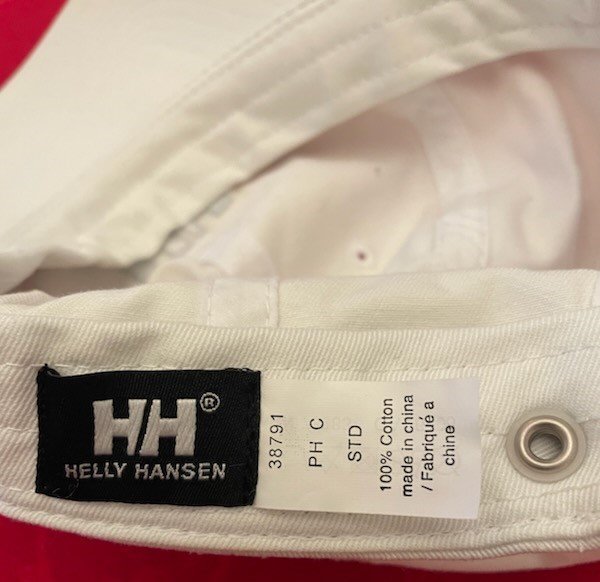 HH®
HELLY HANSEN
38791
PH C
STD
100% Cotton
made in china
/ Fabriqué a
chine